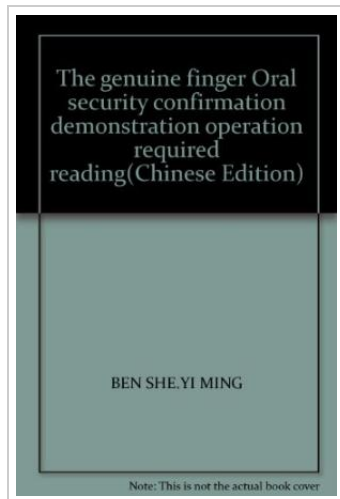 The genuine finger Oral
security confirmation
demonstration operation
required
reading(Chinese Edition)
BEN SHE.YI MING
Note: This is not the actual book cover